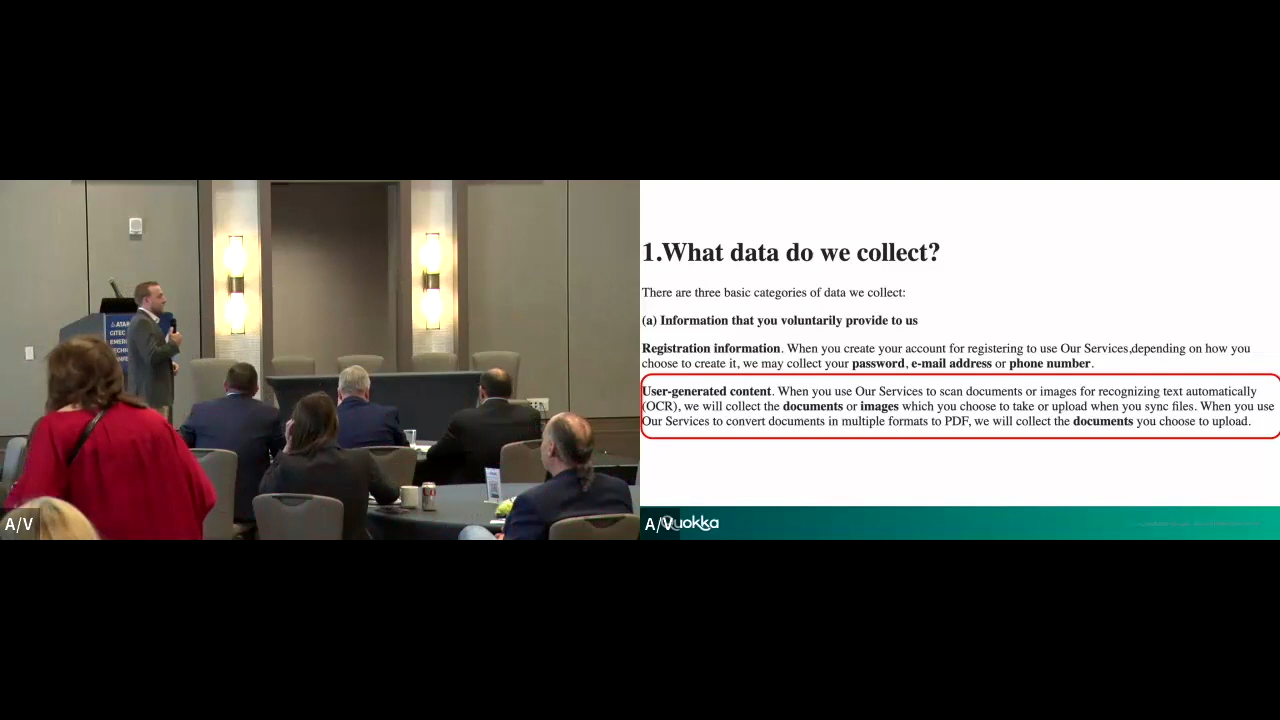 ATAR
CITEC
EMERG
TECHN
A/V
1.What data do we collect?
There are three basic categories of data we collect:
(a) Information that you voluntarily provide to us
Registration information. When you create your account for registering to use Our Services,depending on how you
choose to create it, we may collect your password, e-mail address or phone number.
User-generated content. When you use Our Services to scan documents or images for recognizing text automatically
(OCR), we will collect the documents or images which you choose to take or upload when you sync files. When you use
Our Services to convert documents in multiple formats to PDF, we will collect the documents you choose to upload.
A/V
Quokka